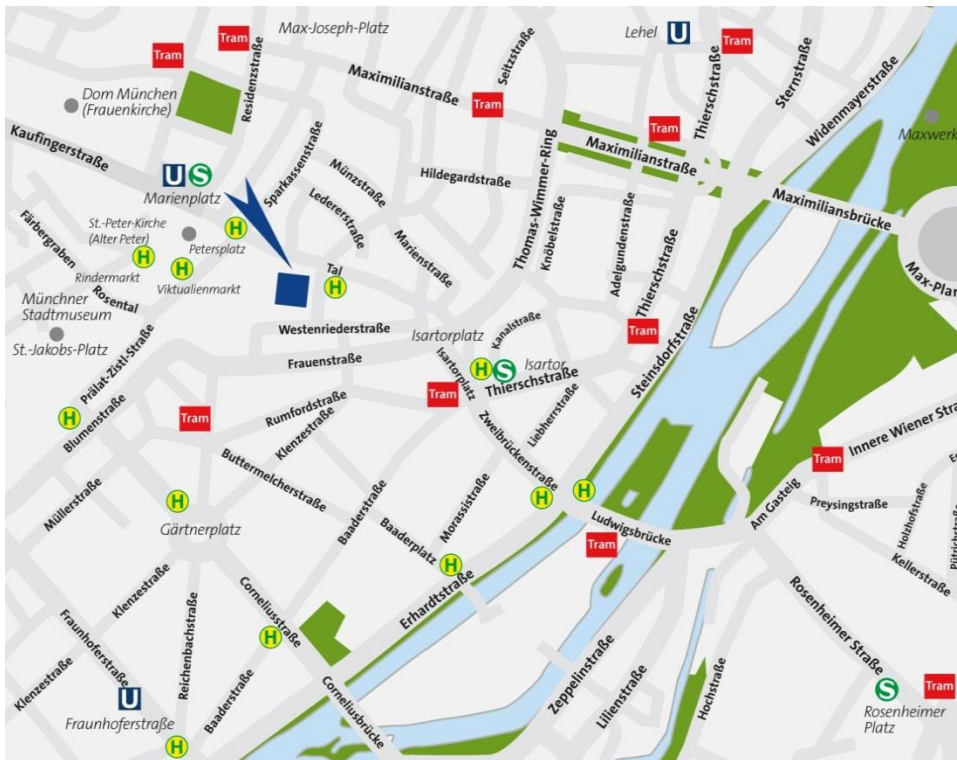 Lehel
U
Tram
Tram
Tram
Max-Joseph-Platz
Seitzstraße
Thierschstraße
Sternstraße
Widenmayerstraße
Residenzstraße
Maximilianstraße
Tram
Dom München
(Frauenkirche)
Maxwerk
Tram
Kaufingerstraße
Maximilianstraße
Sparkassenstraße
Münzstraße
Hildegardstraße
Thomas-Wimmer-Ring
U
S
Marienplatz
Ledererstraße
Maximiliansbrücke
Knöbelstraße
Adelgundenstraße
Thierschstraße
St.-Peter-Kirche
(Alter Peter)
Petersplatz
H
Marienstraße
Färbergraben
H
Rindermarkt
H
Viktualienmarkt
Tal
H
Max-Plan
Rosental
Münchner
Stadtmuseum
St.-Jakobs-Platz
Westenriederstraße
Isartorplatz
Kanalstraße
Tram
Steinsdorfstraße
Frauenstraße
Isartorplatz
H
S
Isartor
Thierschstraße
Prälat-Zistl-Straße
H
Blumenstraße
Tram
Rumfordstraße
Tram
Klenzestraße
Zweibrückenstraße
Liebherrstraße
Innere Wiener Stra
Tram
Müllerstraße
Buttermelcherstraße
H
Gärtnerplatz
Baaderstraße
Baaderplatz
Morassistraße
H
H
Ludwigsbrücke
Tram
Am Gasteig
Preysingstraße
Holzhofstraße
Pütrichstraße
Kellerstraße
H
Erhardtstraße
Klenzestraße
Corneliusstraße
H
Fraunhoferstraße
Reichenbachstraße
Rosenheimer Straße
Klenzestraße
U
Fraunhoferstraße
Baaderstraße
H
Corneliusbrücke
Zeppelinstraße
Lilienstraße
Hochstraße
S
Tram
Rosenheimer
Platz